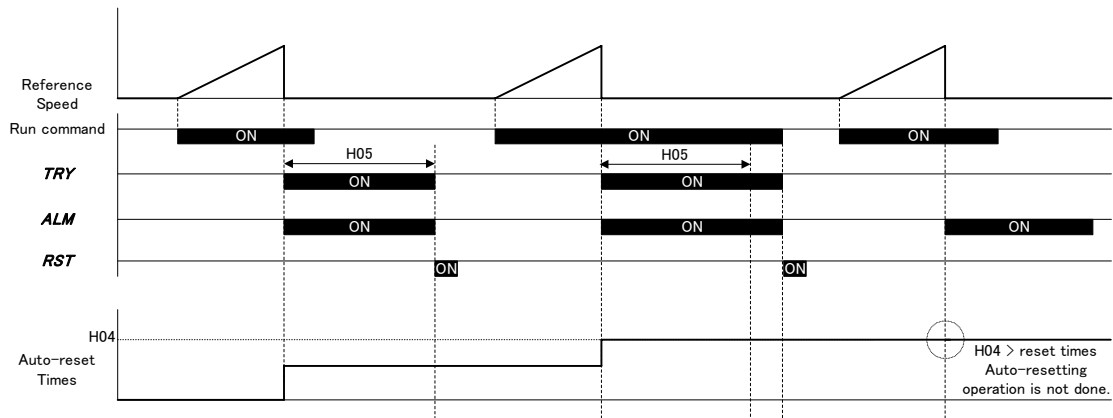 Reference
Speed
Run command
ON
ON
ON
H05
H05
TRY
ON
ON
ALM
ON
ON
ON
RST
ON
ON
H04
Auto-reset
Times
H04 > reset times
Auto-resetting
operation is not done.